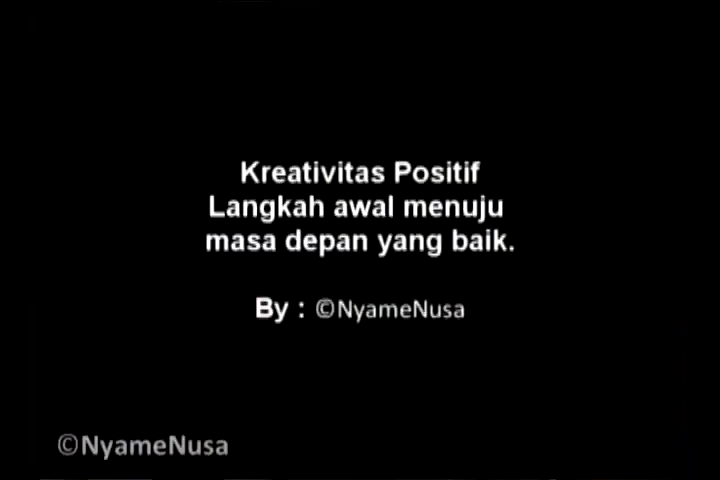 Kreativitas Positif
Langkah awal menuju
masa depan yang baik.
By : ©NyameNusa
©NyameNusa